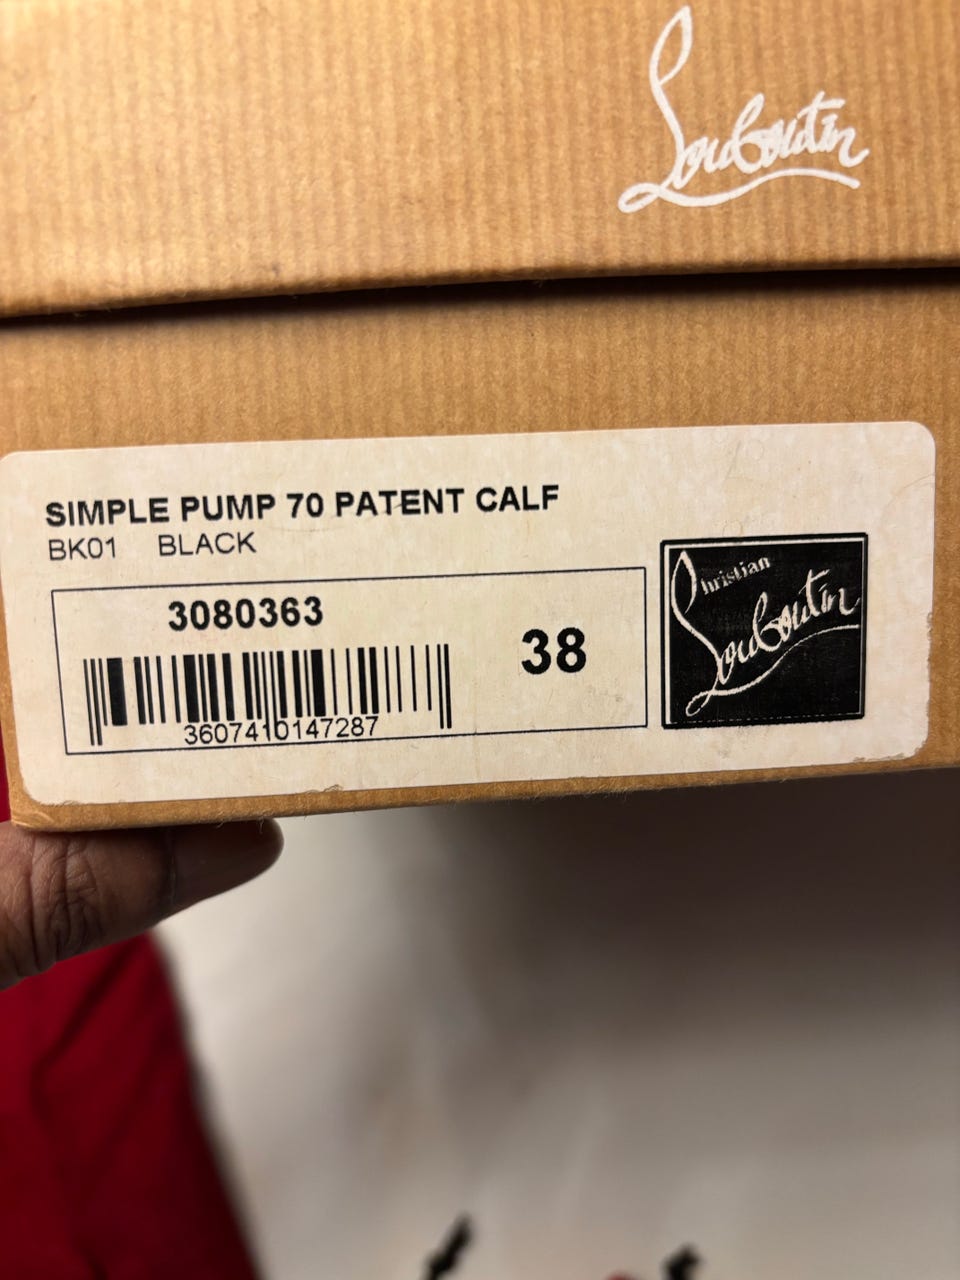 Louboutin
SIMPLE PUMP 70 PATENT CALF
BK01 BLACK
3080363
38
3607410147287
Christian
Louboutin